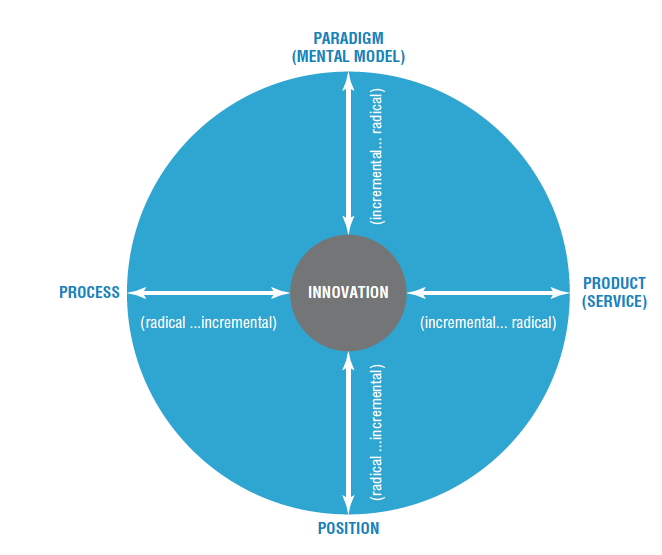 PARADIGM
(MENTAL MODEL)
(incremental... radical)
PROCESS
INNOVATION
PRODUCT
(SERVICE)
(radical ...incremental)
(incremental... radical)
(radical ...incremental)
POSITION